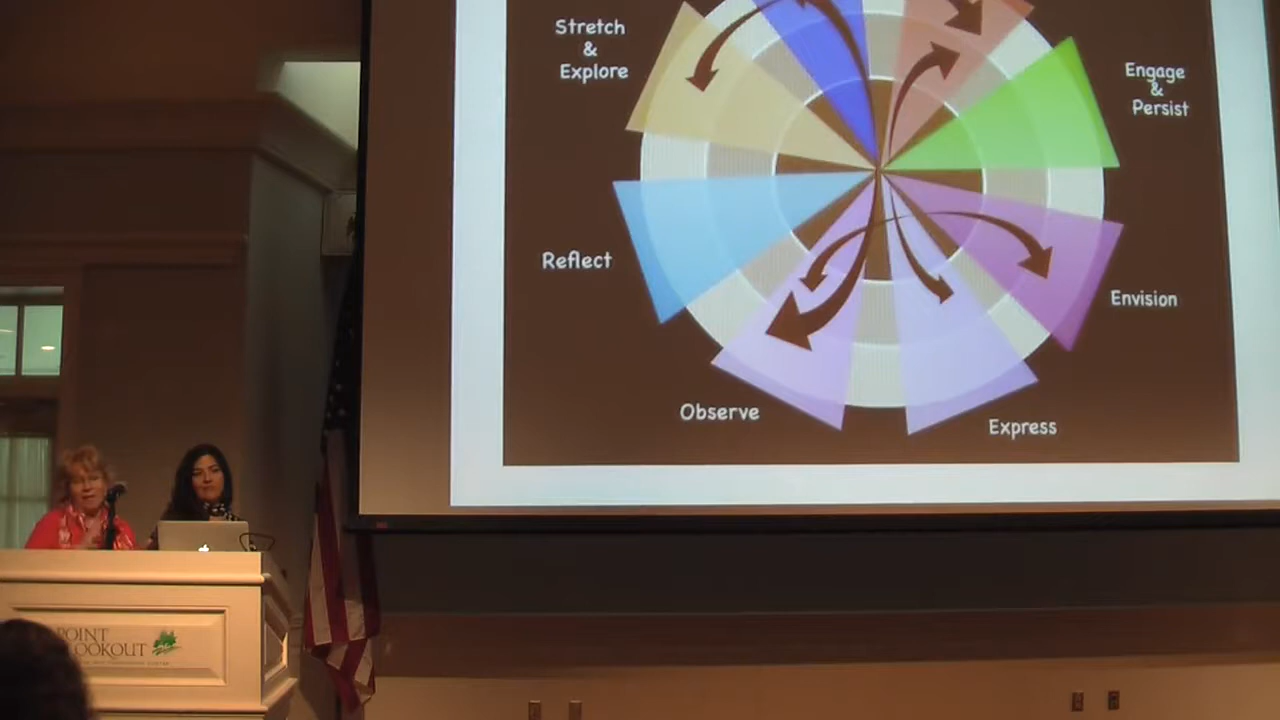 Stretch
&
Explore
Engage
&
Persist
Reflect
Envision
Observe
Express
POINT
LOOKOUT